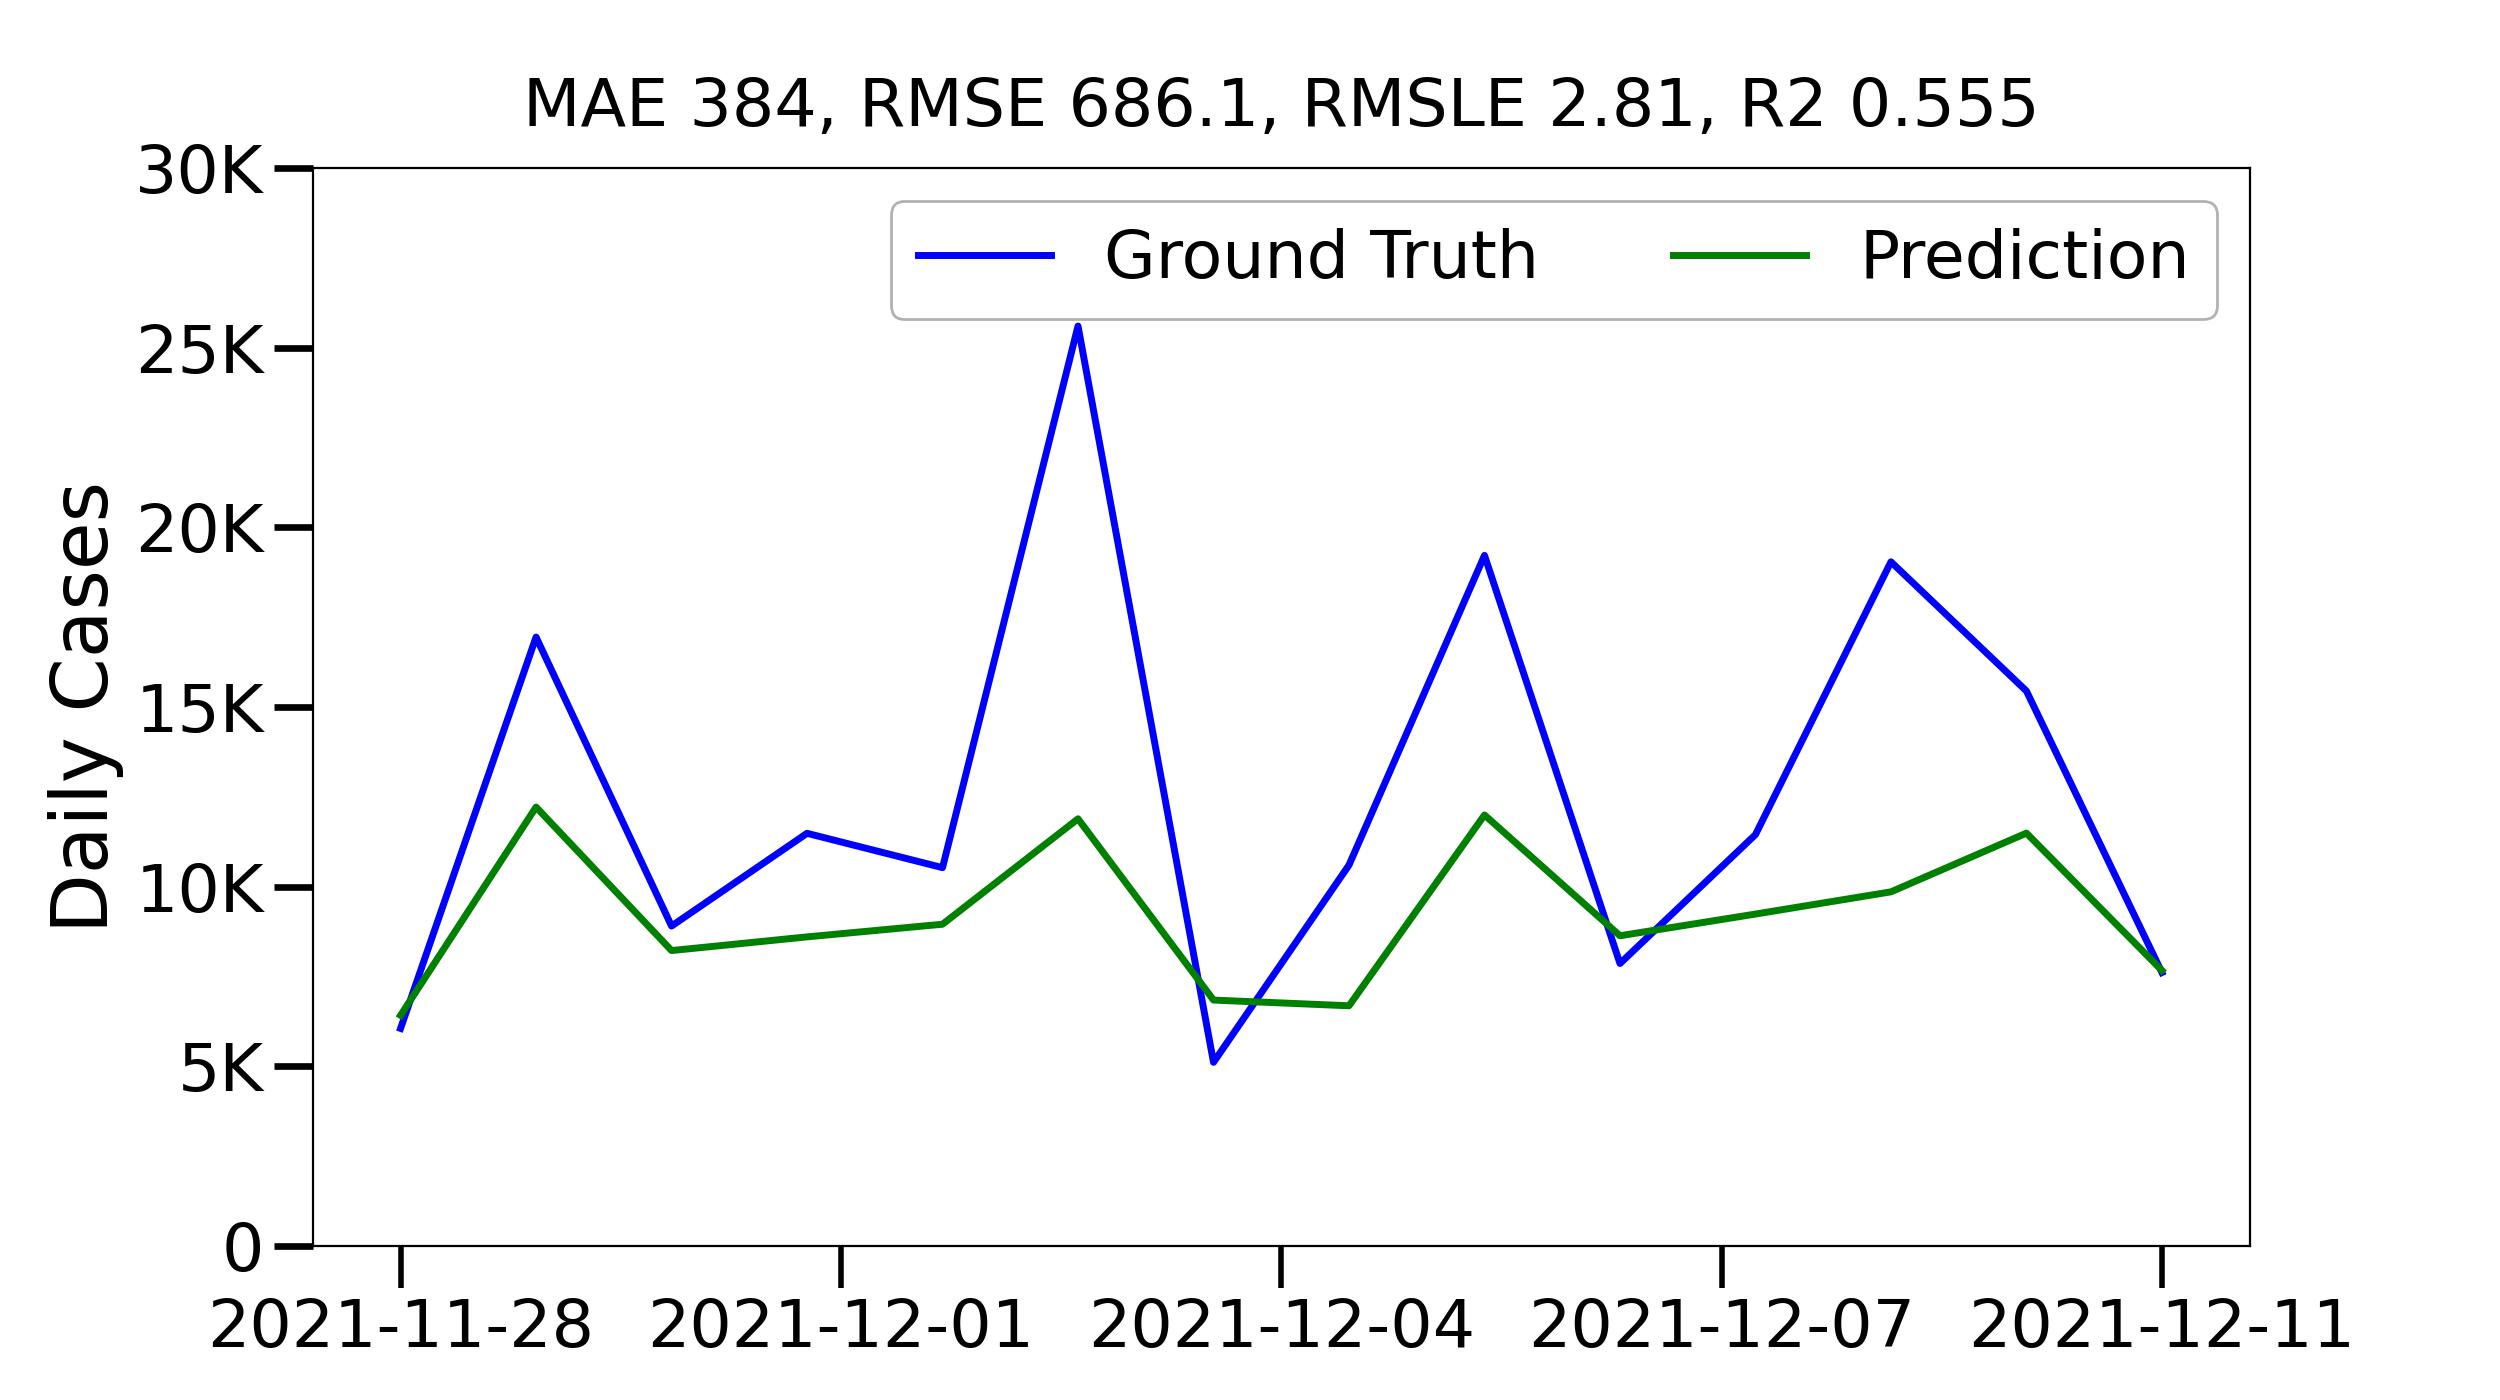 MAE 384, RMSE 686.1, RMSLE 2.81, R2 0.555
30K
Ground Truth Prediction
25K
20K
15K
10K
5K
0
Daily Cases
2021-11-28 2021-12-01 2021-12-04 2021-12-07 2021-12-11